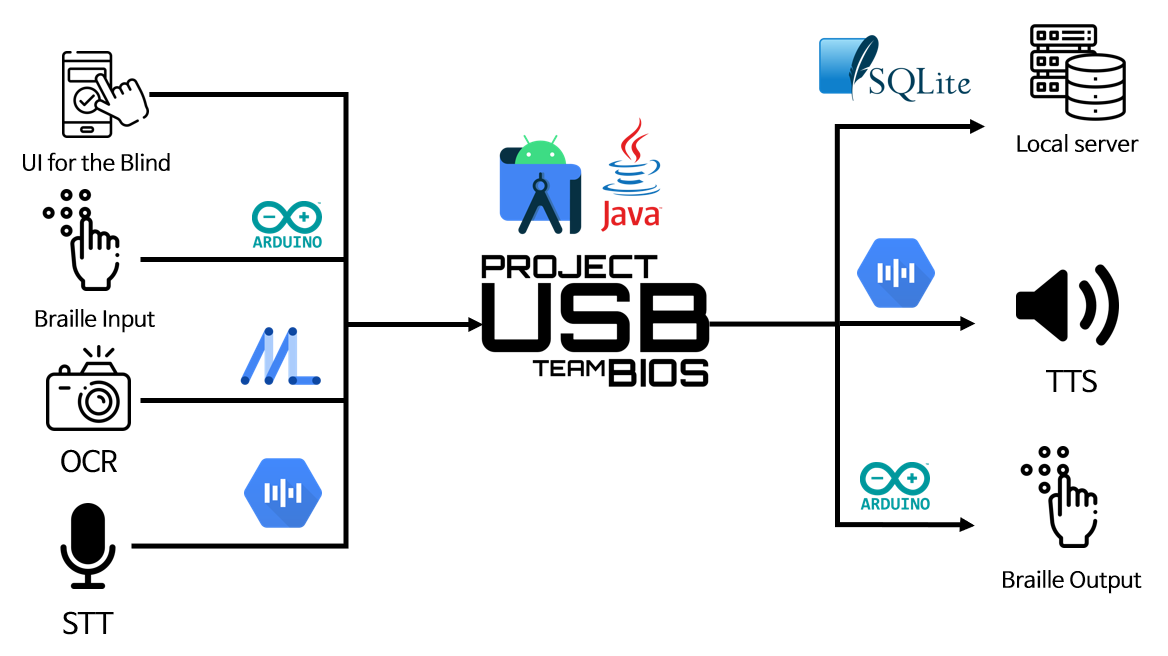 UI for the Blind
ARDUINO
Braille Input
OCR
STT
Java
PROJECT
USB
TEAM BIOS
SQLite
Local server
TTS
ARDUINO
Braille Output